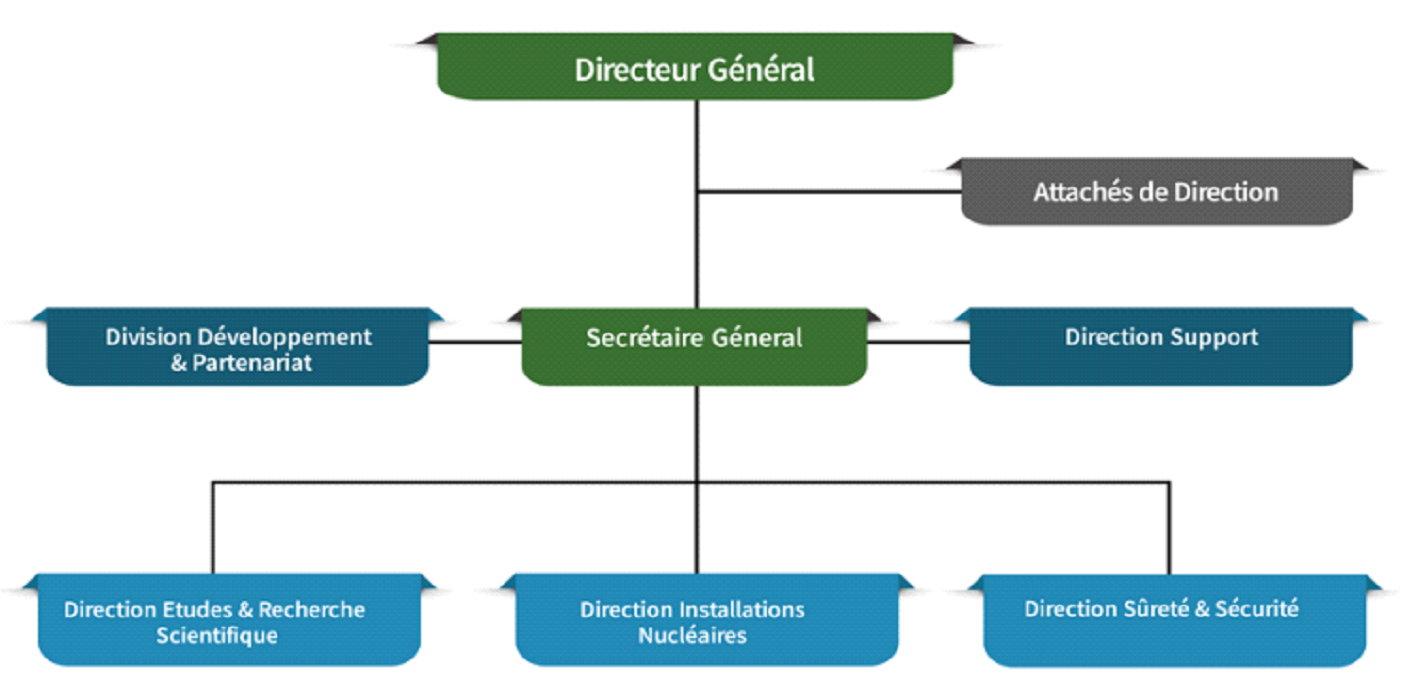 Directeur Général
Attachés de Direction
Division Développement
& Partenariat
Secrétaire Géneral
Direction Support
Direction Etudes & Recherche
Scientifique
Direction Installations
Nucléaires
Direction Sûreté & Sécurité